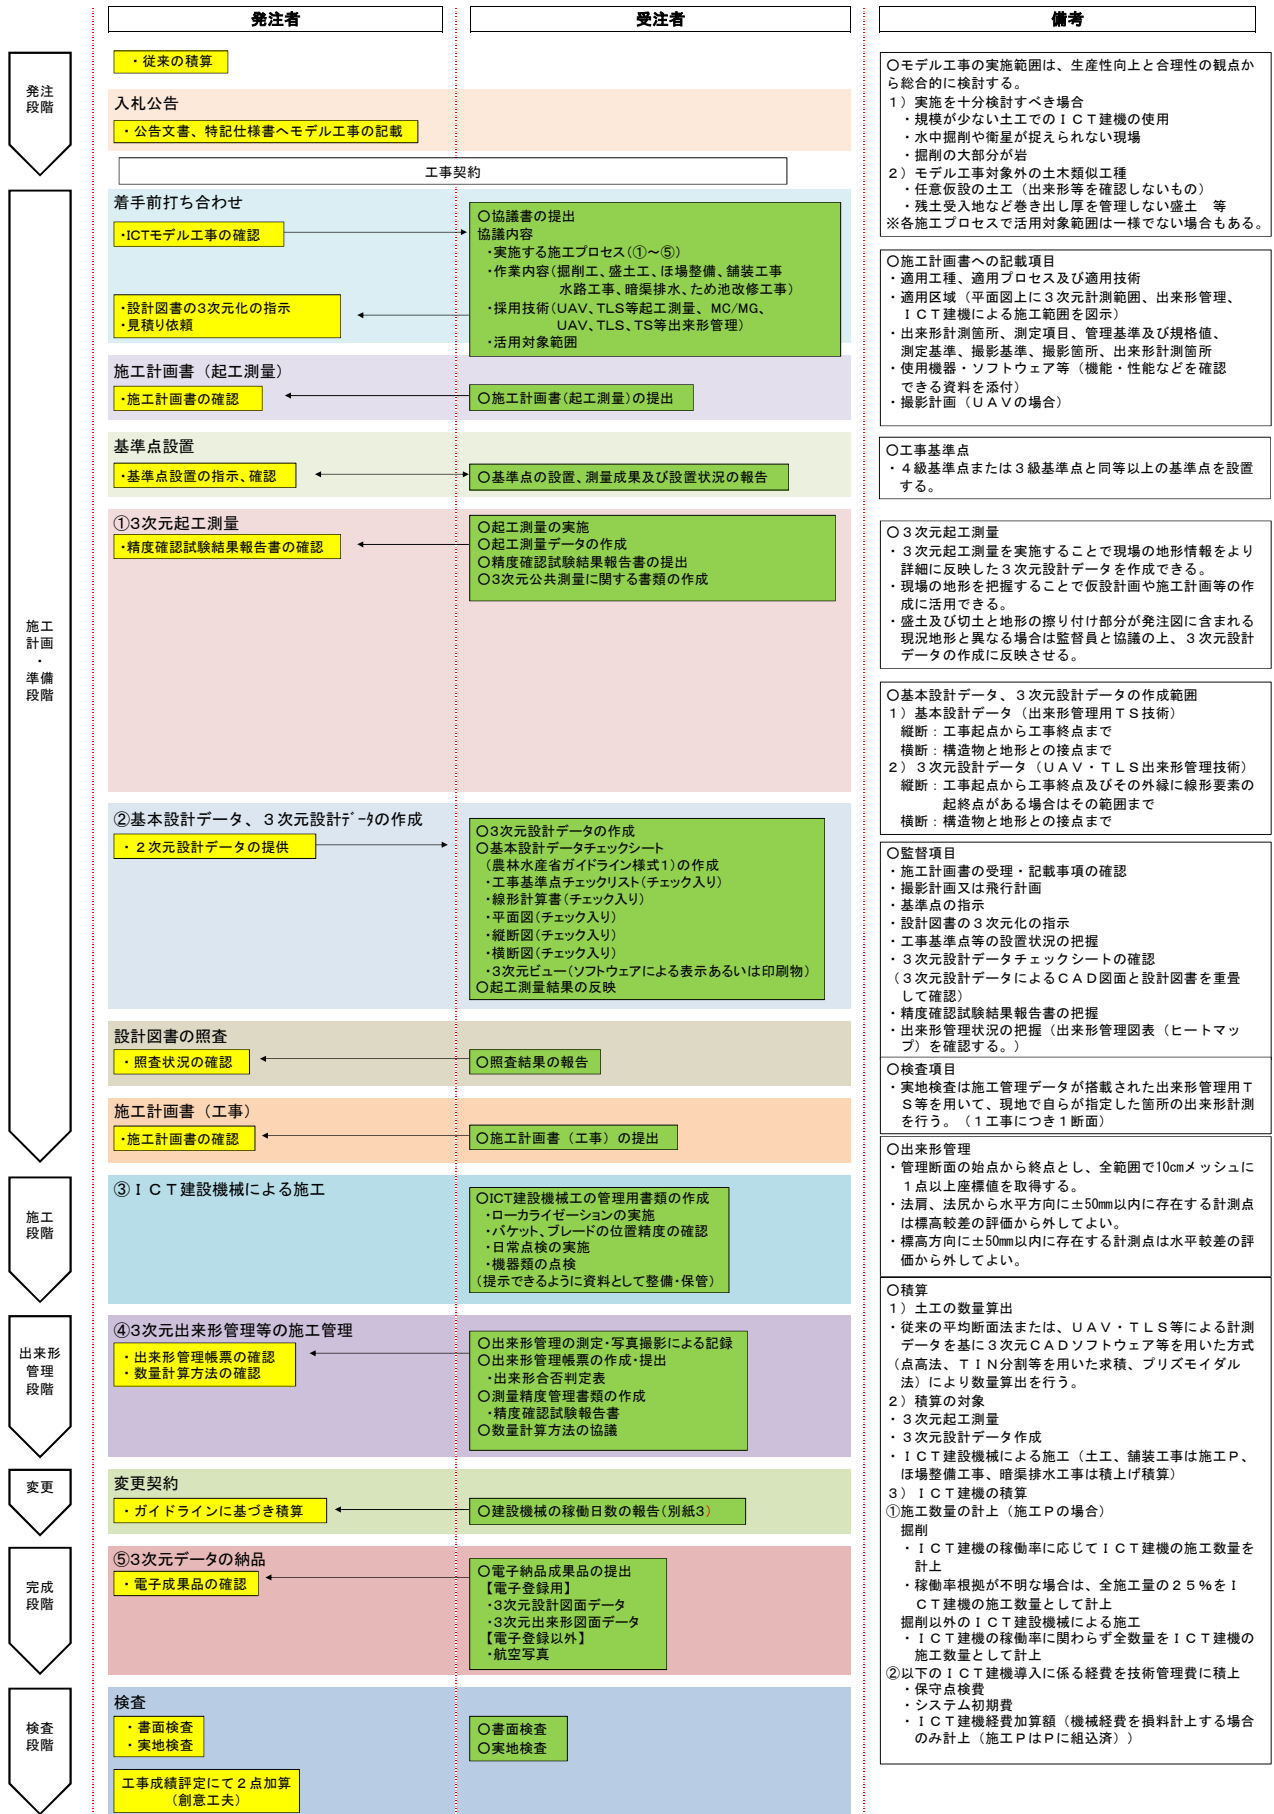 発注者
受注者
備考
発注
段階
・従来の積算
入札公告
・公告文書、特記仕様書へモデル工事の記載
工事契約
施工
計画
・
準備
段階
着手前打ち合わせ
・ICTモデル工事の確認
・設計図書の3次元化の指示
・見積り依頼
〇協議書の提出
協議内容
・実施する施工プロセス(①～⑤)
・作業内容(掘削工、盛土工、ほ場整備、舗装工事
水路工事、暗渠排水、ため池改修工事)
・採用技術(UAV、TLS等起工測量、MC/MG、
UAV、TLS、TS等出来形管理)
・活用対象範囲
施工計画書（起工測量）
・施工計画書の確認
〇施工計画書(起工測量)の提出
基準点設置
・基準点設置の指示、確認
〇基準点の設置、測量成果及び設置状況の報告
①3次元起工測量
・精度確認試験結果報告書の確認
〇起工測量の実施
〇起工測量データの作成
〇精度確認試験結果報告書の提出
〇3次元公共測量に関する書類の作成
②基本設計データ、３次元設計ﾃﾞｰﾀの作成
・２次元設計データの提供
〇3次元設計データの作成
〇基本設計データチェックシート
(農林水産省ガイドライン様式1)の作成
・工事基準点チェックリスト(チェック入り)
・線形計算書(チェック入り)
・平面図(チェック入り)
・縦断図(チェック入り)
・横断図(チェック入り)
・3次元ビュー(ソフトウェアによる表示あるいは印刷物)
〇起工測量結果の反映
設計図書の照査
・照査状況の確認
〇照査結果の報告
施工計画書（工事）
・施工計画書の確認
〇施工計画書（工事）の提出
施工
段階
③ＩＣＴ建設機械による施工
〇ICT建設機械工の管理用書類の作成
・ローカライゼーションの実施
・バケット、ブレードの位置精度の確認
・日常点検の実施
・機器類の点検
(提示できるように資料として整備・保管)
出来形
管理
段階
④3次元出来形管理等の施工管理
・出来形管理帳票の確認
・数量計算方法の確認
〇出来形管理の測定・写真撮影による記録
〇出来形管理帳票の作成・提出
・出来形合否判定表
〇測量精度管理書類の作成
・精度確認試験報告書
〇数量計算方法の協議
変更
変更契約
・ガイドラインに基づき積算
〇建設機械の稼働日数の報告(別紙3)
完成
段階
⑤3次元データの納品
・電子成果品の確認
〇電子納品成果品の提出
【電子登録用】
・3次元設計図面データ
・3次元出来形図面データ
【電子登録以外】
・航空写真
検査
段階
検査
・書面検査
・実地検査
〇書面検査
〇実地検査
工事成績評定にて２点加算
（創意工夫）
〇モデル工事の実施範囲は、生産性向上と合理性の観点か
ら総合的に検討する。
１）実施を十分検討すべき場合
・規模が少ない土工でのＩＣＴ建機の使用
・水中掘削や衛星が捉えられない現場
・掘削の大部分が岩
２）モデル工事対象外の土木類似工種
・任意仮設の土工（出来形等を確認しないもの）
・残土受入地など巻き出し厚を管理しない盛土　等
※各施工プロセスで活用対象範囲は一様でない場合もある。
〇施工計画書への記載項目
・適用工種、適用プロセス及び適用技術
・適用区域（平面図上に３次元計測範囲、出来形管理、
ＩＣＴ建機による施工範囲を図示）
・出来形計測箇所、測定項目、管理基準及び規格値、
測定基準、撮影基準、撮影箇所、出来形計測箇所
・使用機器・ソフトウェア等（機能・性能などを確認
できる資料を添付）
・撮影計画（ＵＡＶの場合）
〇工事基準点
・４級基準点または３級基準点と同等以上の基準点を設置
する。
〇３次元起工測量
・３次元起工測量を実施することで現場の地形情報をより
詳細に反映した３次元設計データを作成できる。
・現場の地形を把握することで仮設計画や施工計画等の作
成に活用できる。
・盛土及び切土と地形の擦り付け部分が発注図に含まれる
現況地形と異なる場合は監督員と協議の上、３次元設計
データの作成に反映させる。
〇基本設計データ、３次元設計データの作成範囲
１）基本設計データ（出来形管理用ＴＳ技術）
縦断：工事起点から工事終点まで
横断：構造物と地形との接点まで
２）３次元設計データ（ＵＡＶ・ＴＬＳ出来形管理技術）
縦断：工事起点から工事終点及びその外縁に線形要素の
起終点がある場合はその範囲まで
横断：構造物と地形との接点まで
〇監督項目
・施工計画書の受理・記載事項の確認
・撮影計画又は飛行計画
・基準点の指示
・設計図書の３次元化の指示
・工事基準点等の設置状況の把握
・３次元設計データチェックシートの確認
（３次元設計データによるＣＡＤ図面と設計図書を重畳
して確認）
・精度確認試験結果報告書の把握
・出来形管理状況の把握（出来形管理図表（ヒートマッ
プ）を確認する。）
〇検査項目
・実地検査は施工管理データが搭載された出来形管理用Ｔ
Ｓ等を用いて、現地で自らが指定した箇所の出来形計測
を行う。（１工事につき１断面）
〇出来形管理
・管理断面の始点から終点とし、全範囲で10cmメッシュに
１点以上座標値を取得する。
・法肩、法尻から水平方向に±50mm以内に存在する計測点
は標高較差の評価から外してよい。
・標高方向に±50mm以内に存在する計測点は水平較差の評
価から外してよい。
〇積算
１）土工の数量算出
・従来の平均断面法または、ＵＡＶ・ＴＬＳ等による計測
データを基に３次元ＣＡＤソフトウェア等を用いた方式
（点高法、ＴＩＮ分割等を用いた求積、プリズモイダル
法）により数量算出を行う。
２）積算の対象
・３次元起工測量
・３次元設計データ作成
・ＩＣＴ建設機械による施工（土工、舗装工事は施工Ｐ、
ほ場整備工事、暗渠排水工事は積上げ積算）
３）ＩＣＴ建機の積算
①施工数量の計上（施工Ｐの場合）
掘削
・ＩＣＴ建機の稼働率に応じてＩＣＴ建機の施工数量を
計上
・稼働率根拠が不明な場合は、全施工量の２５％をＩ
ＣＴ建機の施工数量として計上
掘削以外のＩＣＴ建設機械による施工
・ＩＣＴ建機の稼働率に関わらず全数量をＩＣＴ建機の
施工数量として計上
②以下のＩＣＴ建機導入に係る経費を技術管理費に積上
・保守点検費
・システム初期費
・ＩＣＴ建機経費加算額（機械経費を損料計上する場合
のみ計上（施工ＰはＰに組込済））